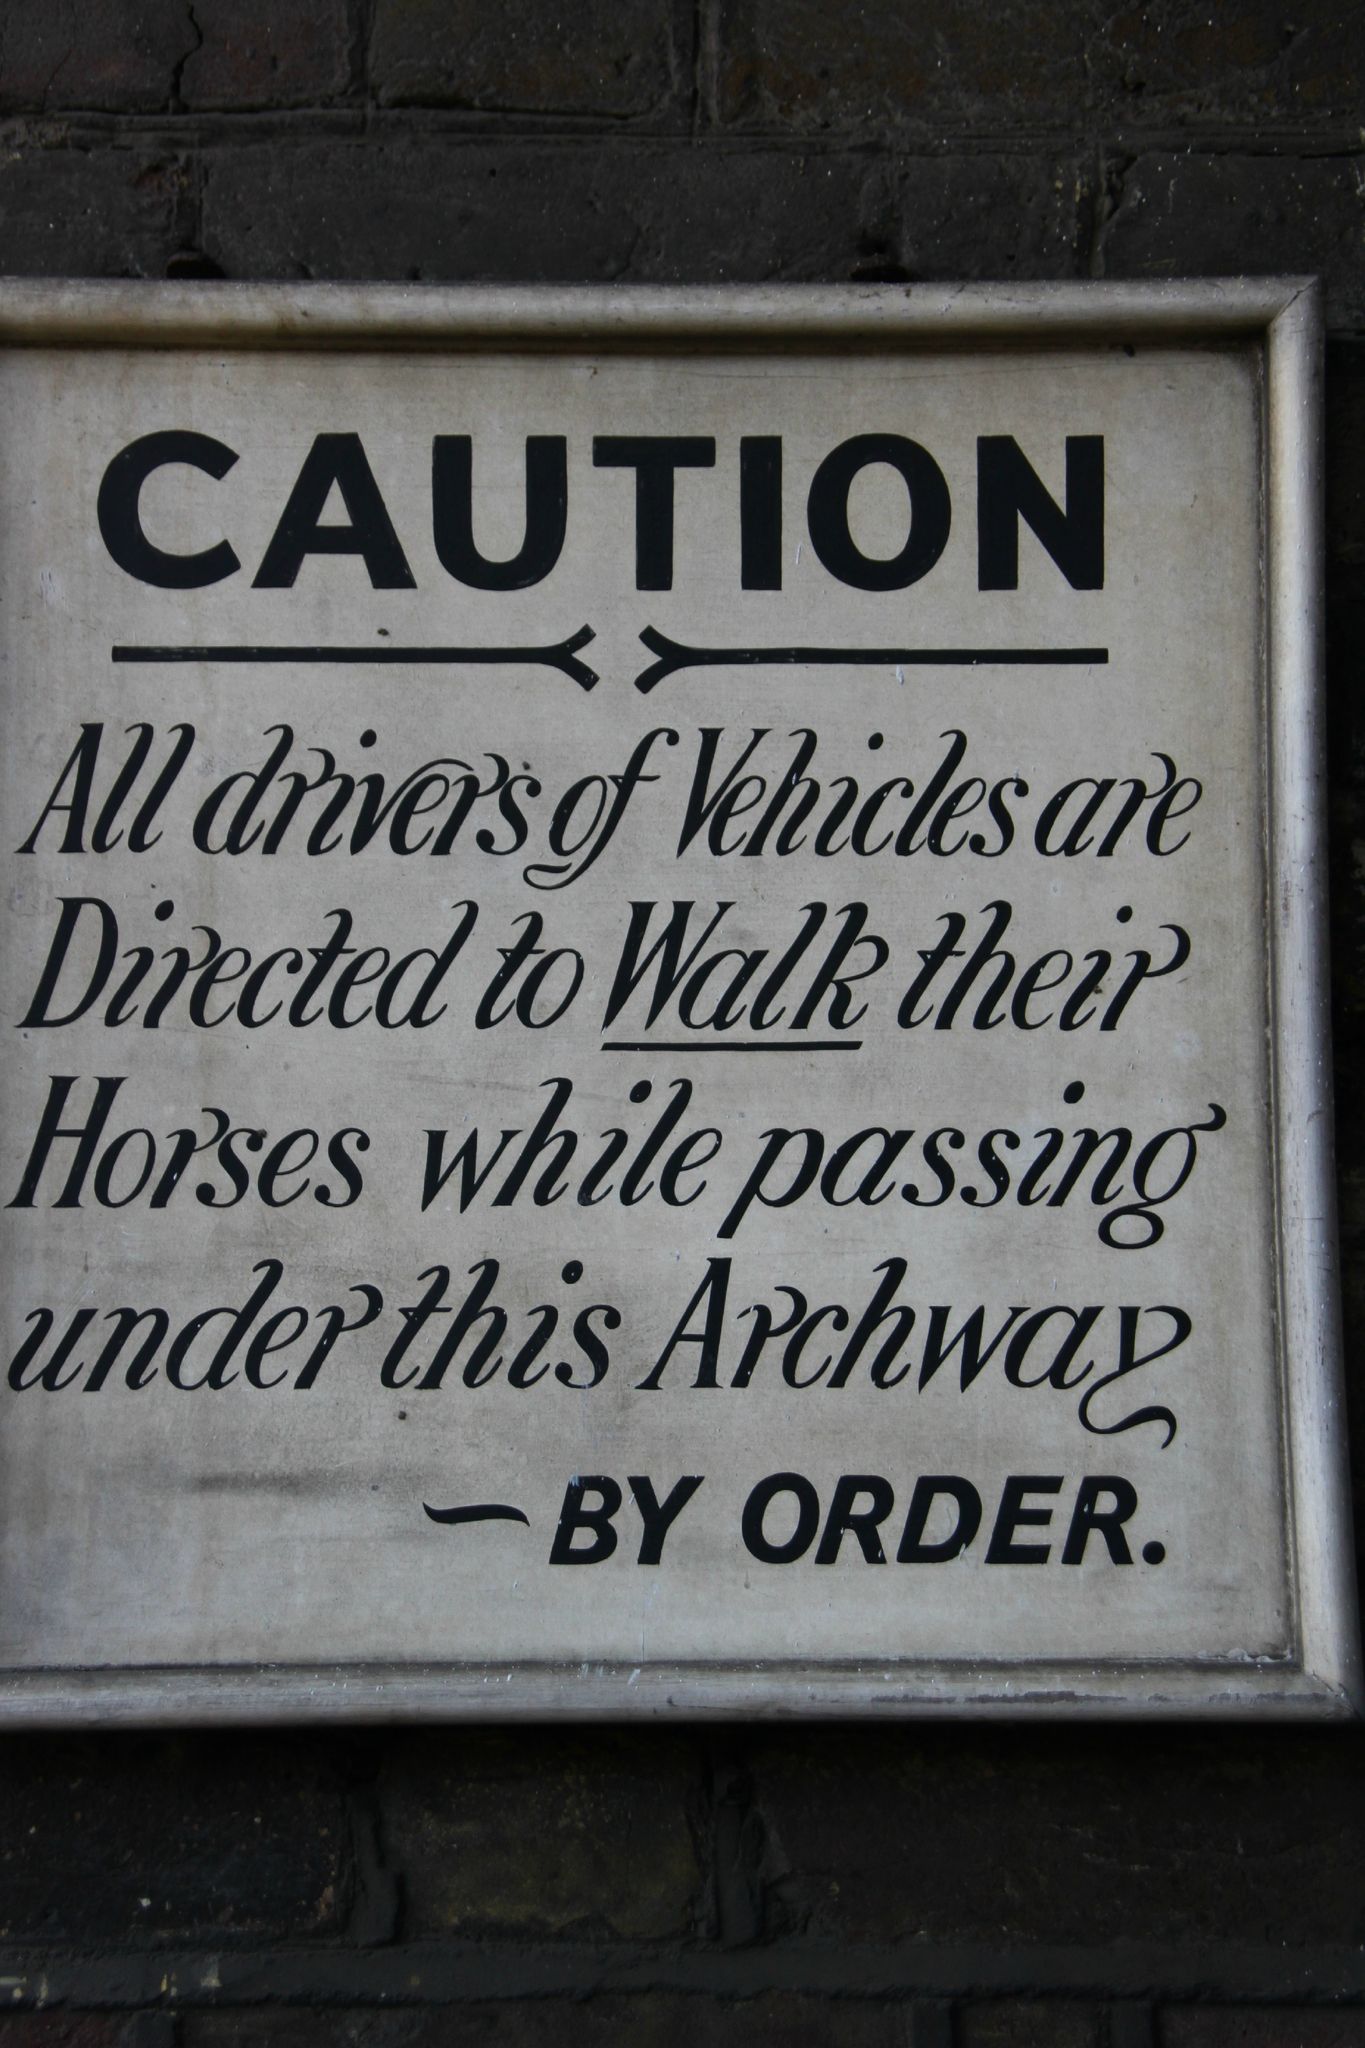 CAUTION
All drivers of Vehicles are
Directed to Walk their
Horses while passing
under this Archway
— BY ORDER.